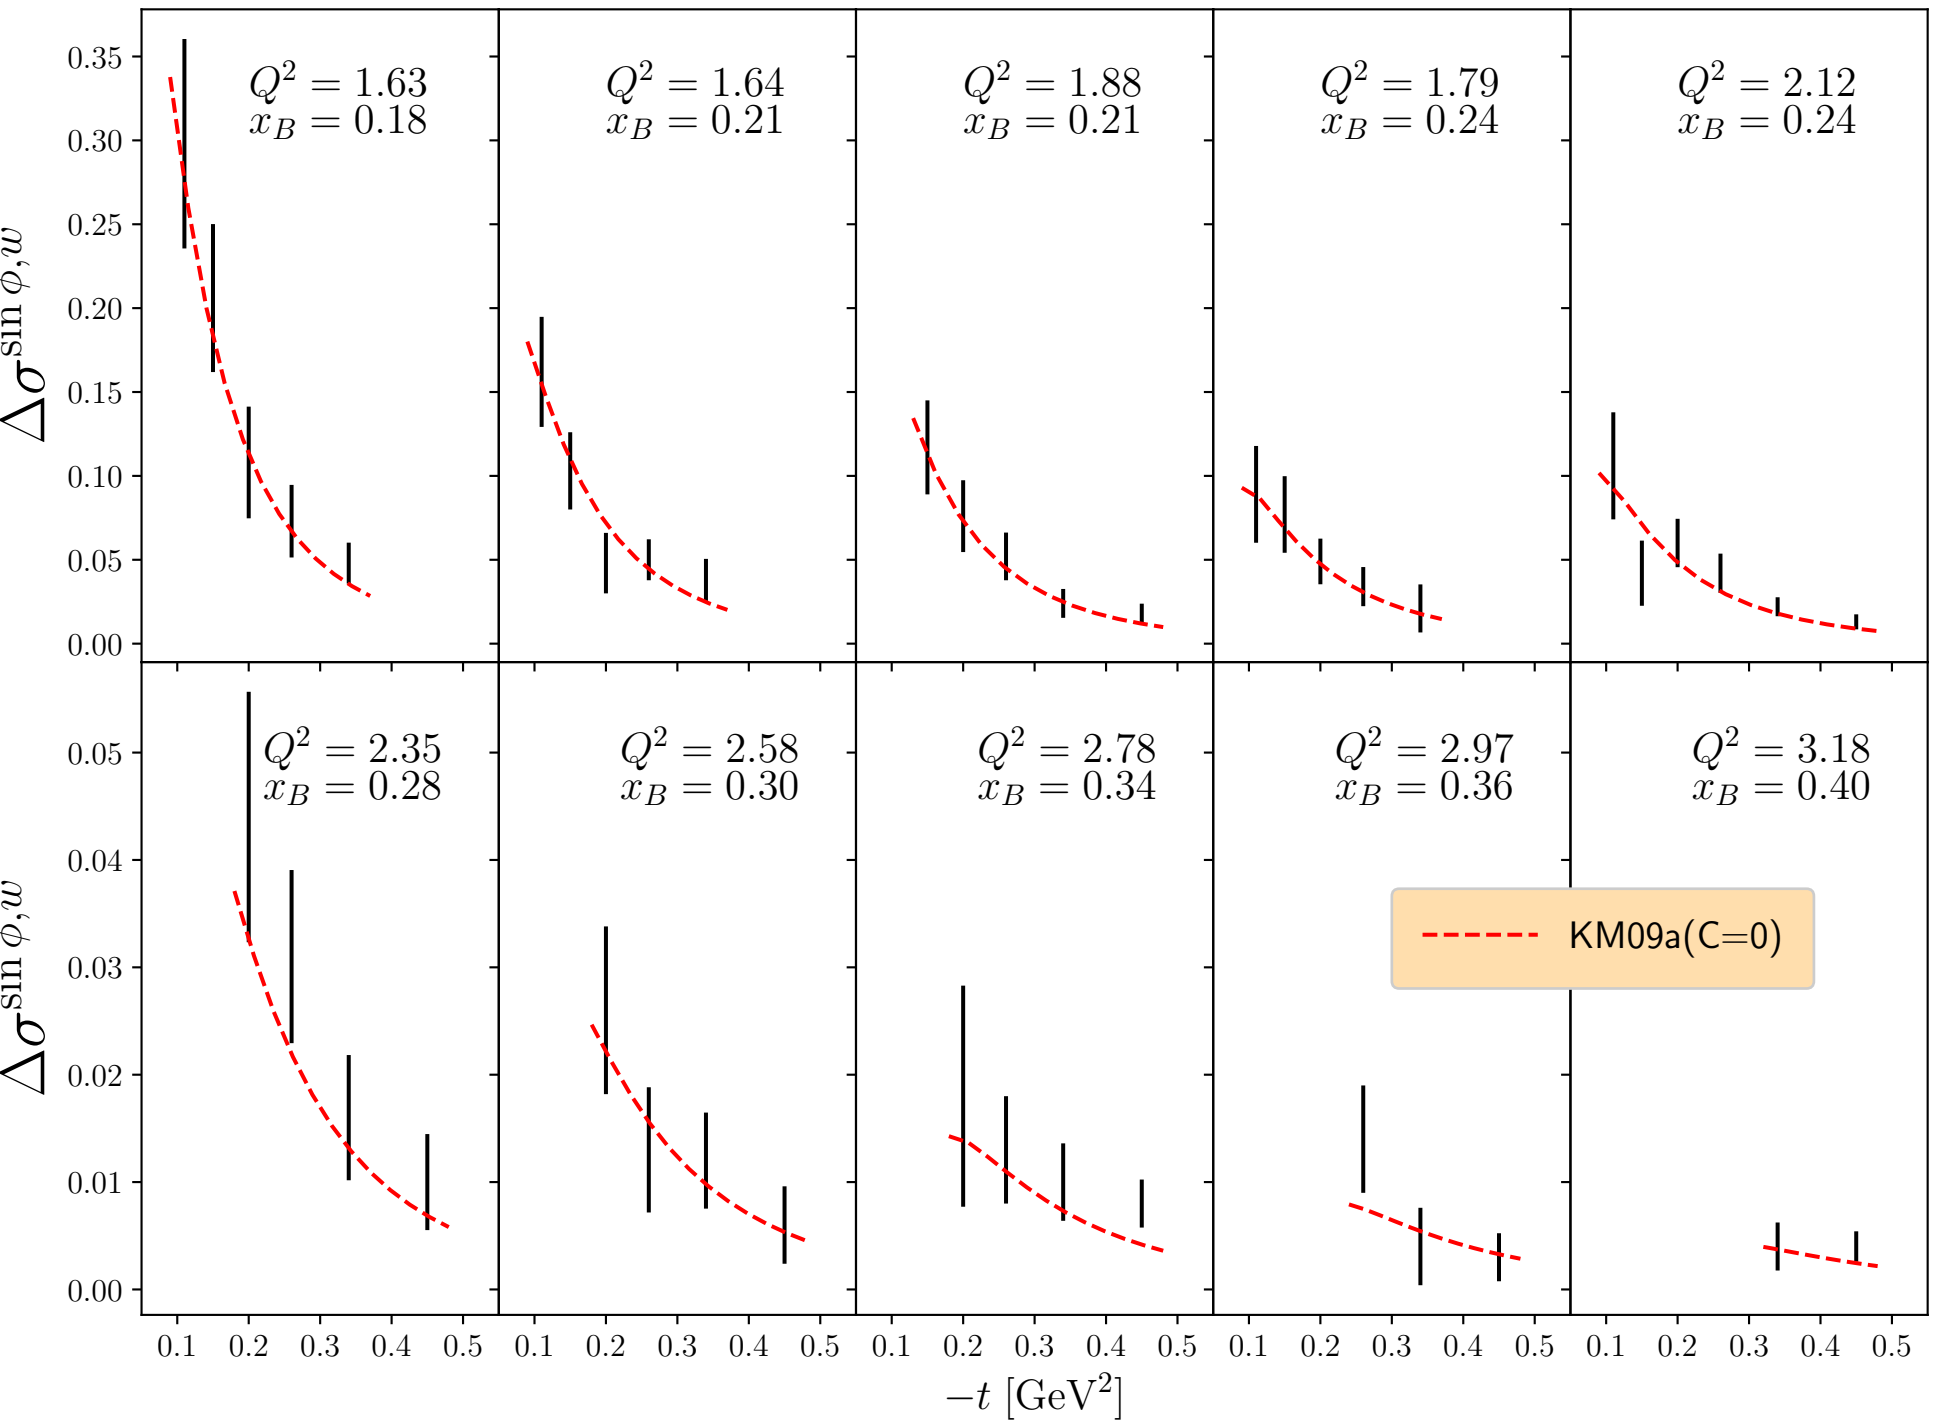 Δσ^{sin ϕ,w}
0.35
0.30
0.25
0.20
0.15
0.10
0.05
0.00
Q² = 1.63
x_B = 0.18
Q² = 1.64
x_B = 0.21
Q² = 1.88
x_B = 0.21
Q² = 1.79
x_B = 0.24
Q² = 2.12
x_B = 0.24
Δσ^{sin ϕ,w}
0.05
0.04
0.03
0.02
0.01
0.00
Q² = 2.35
x_B = 0.28
Q² = 2.58
x_B = 0.30
Q² = 2.78
x_B = 0.34
Q² = 2.97
x_B = 0.36
Q² = 3.18
x_B = 0.40
KM09a(C=0)
0.1 0.2 0.3 0.4 0.5
0.1 0.2 0.3 0.4 0.5
0.1 0.2 0.3 0.4 0.5
0.1 0.2 0.3 0.4 0.5
0.1 0.2 0.3 0.4 0.5
−t [GeV²]